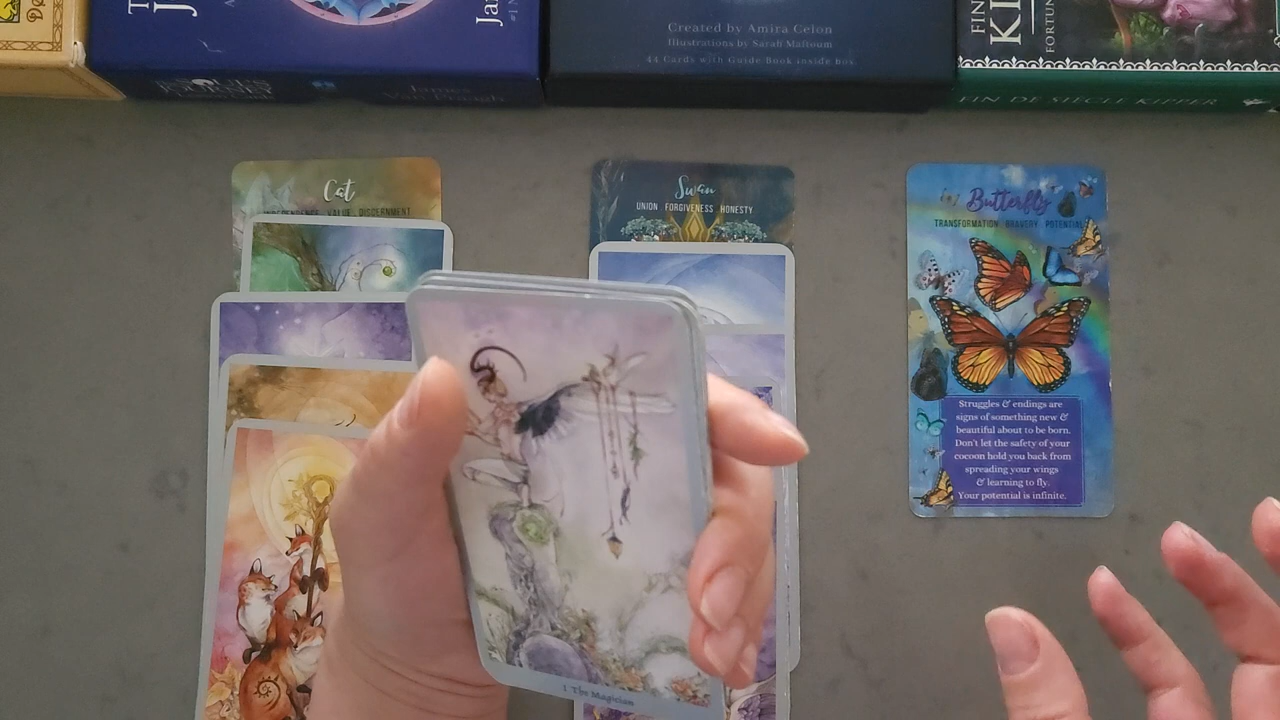 Created by Amira Celon
Illustrations by Sarah Maftoum
44 Cards with Guide Book inside box
FIN DE SIÈCLE KIPPER
Cat
INDEPENDENCE VALUE DISCERNMENT
Swan
UNION FORGIVENESS HONESTY
Butterfly
TRANSFORMATION BRAVERY POTENTIAL
Struggles & endings are
signs of something new &
beautiful about to be born.
Don't let the safety of your
cocoon hold you back from
spreading your wings
& learning to fly.
Your potential is infinite.
1 The Magician